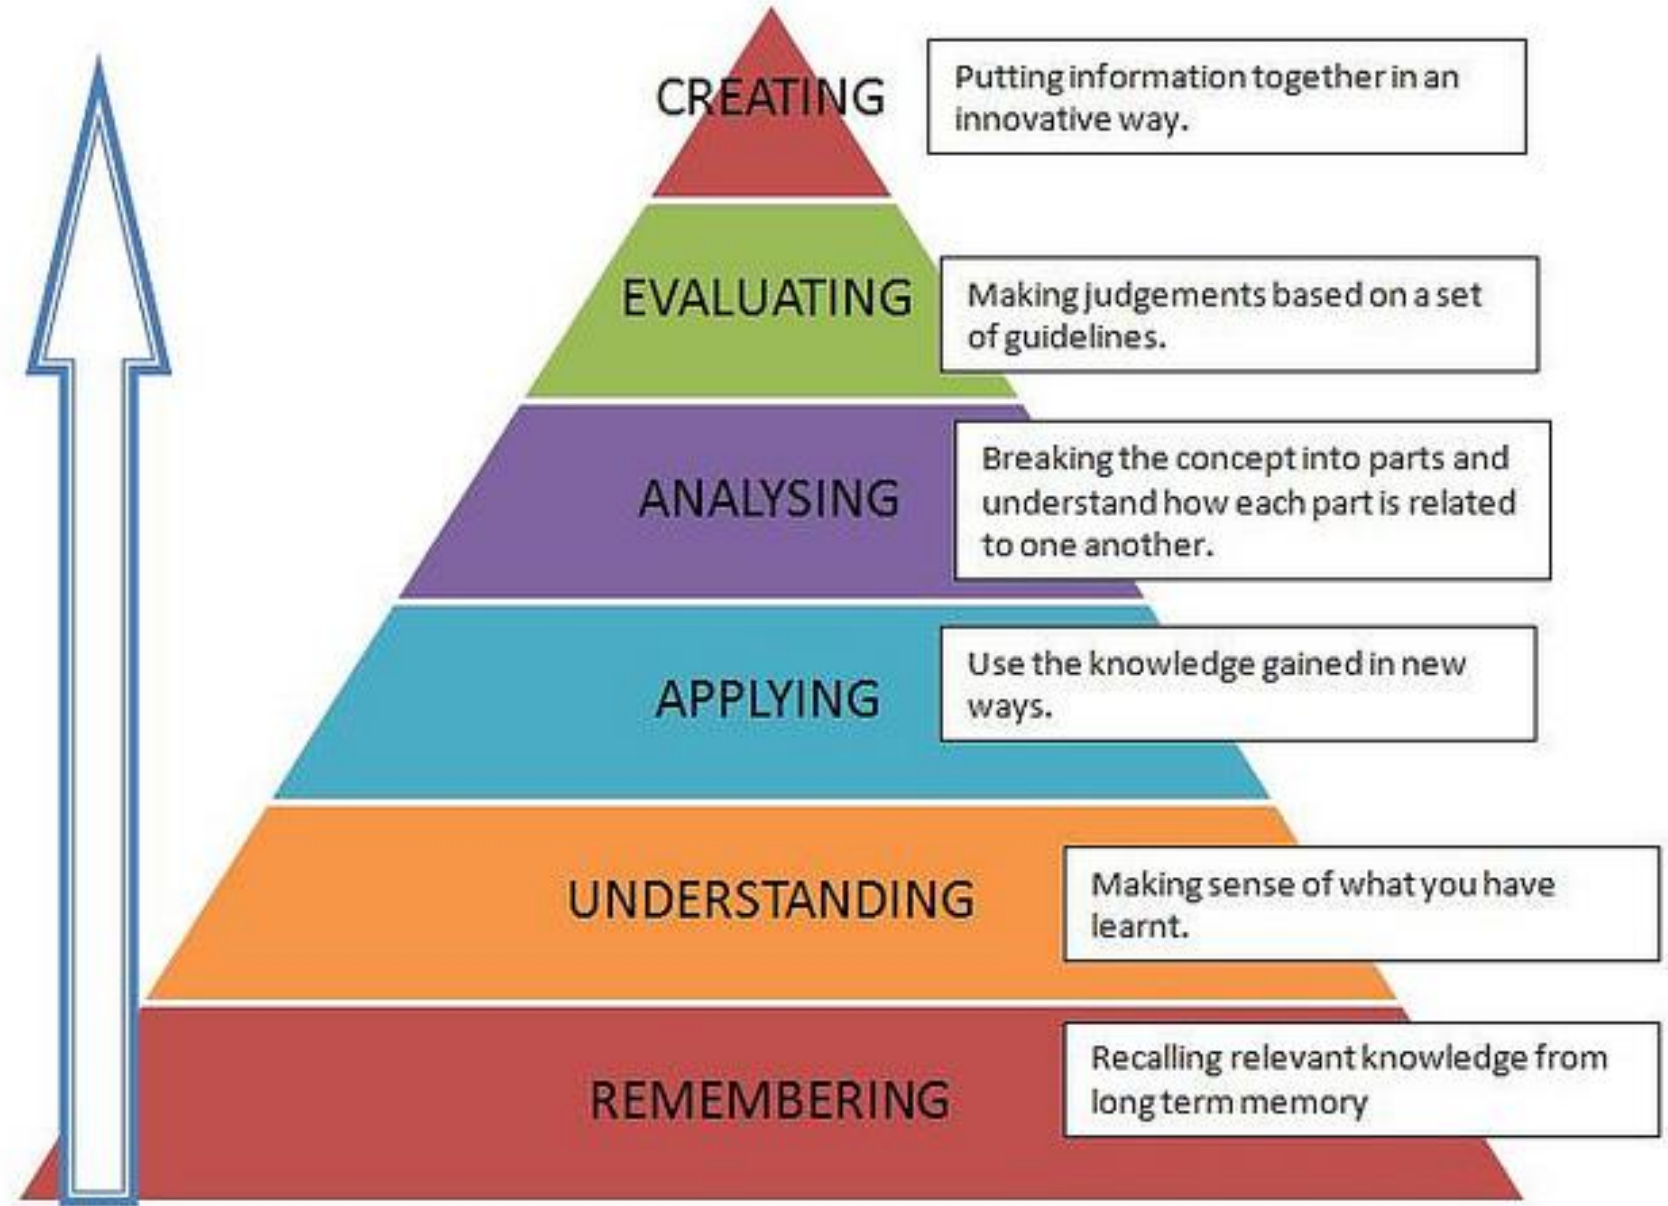 CREATING
Putting information together in an
innovative way.
EVALUATING
Making judgements based on a set
of guidelines.
ANALYSING
Breaking the concept into parts and
understand how each part is related
to one another.
APPLYING
Use the knowledge gained in new
ways.
UNDERSTANDING
Making sense of what you have
learnt.
REMEMBERING
Recalling relevant knowledge from
long term memory